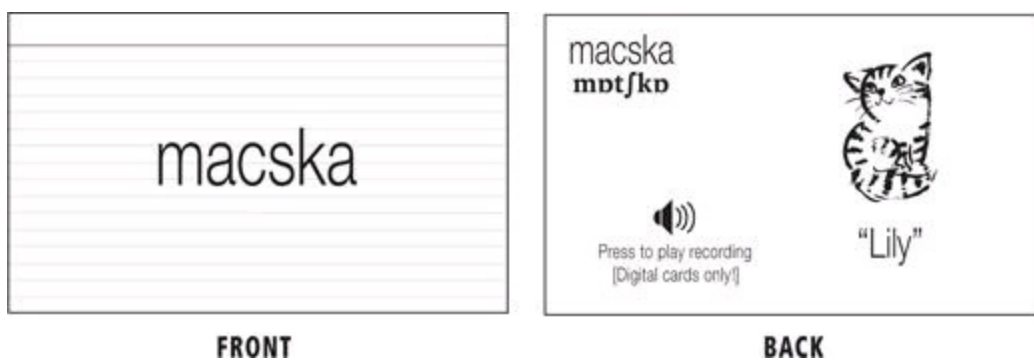 macska
FRONT
macska
mɒtʃkɒ
Press to play recording
[Digital cards only!]
“Lily”
BACK